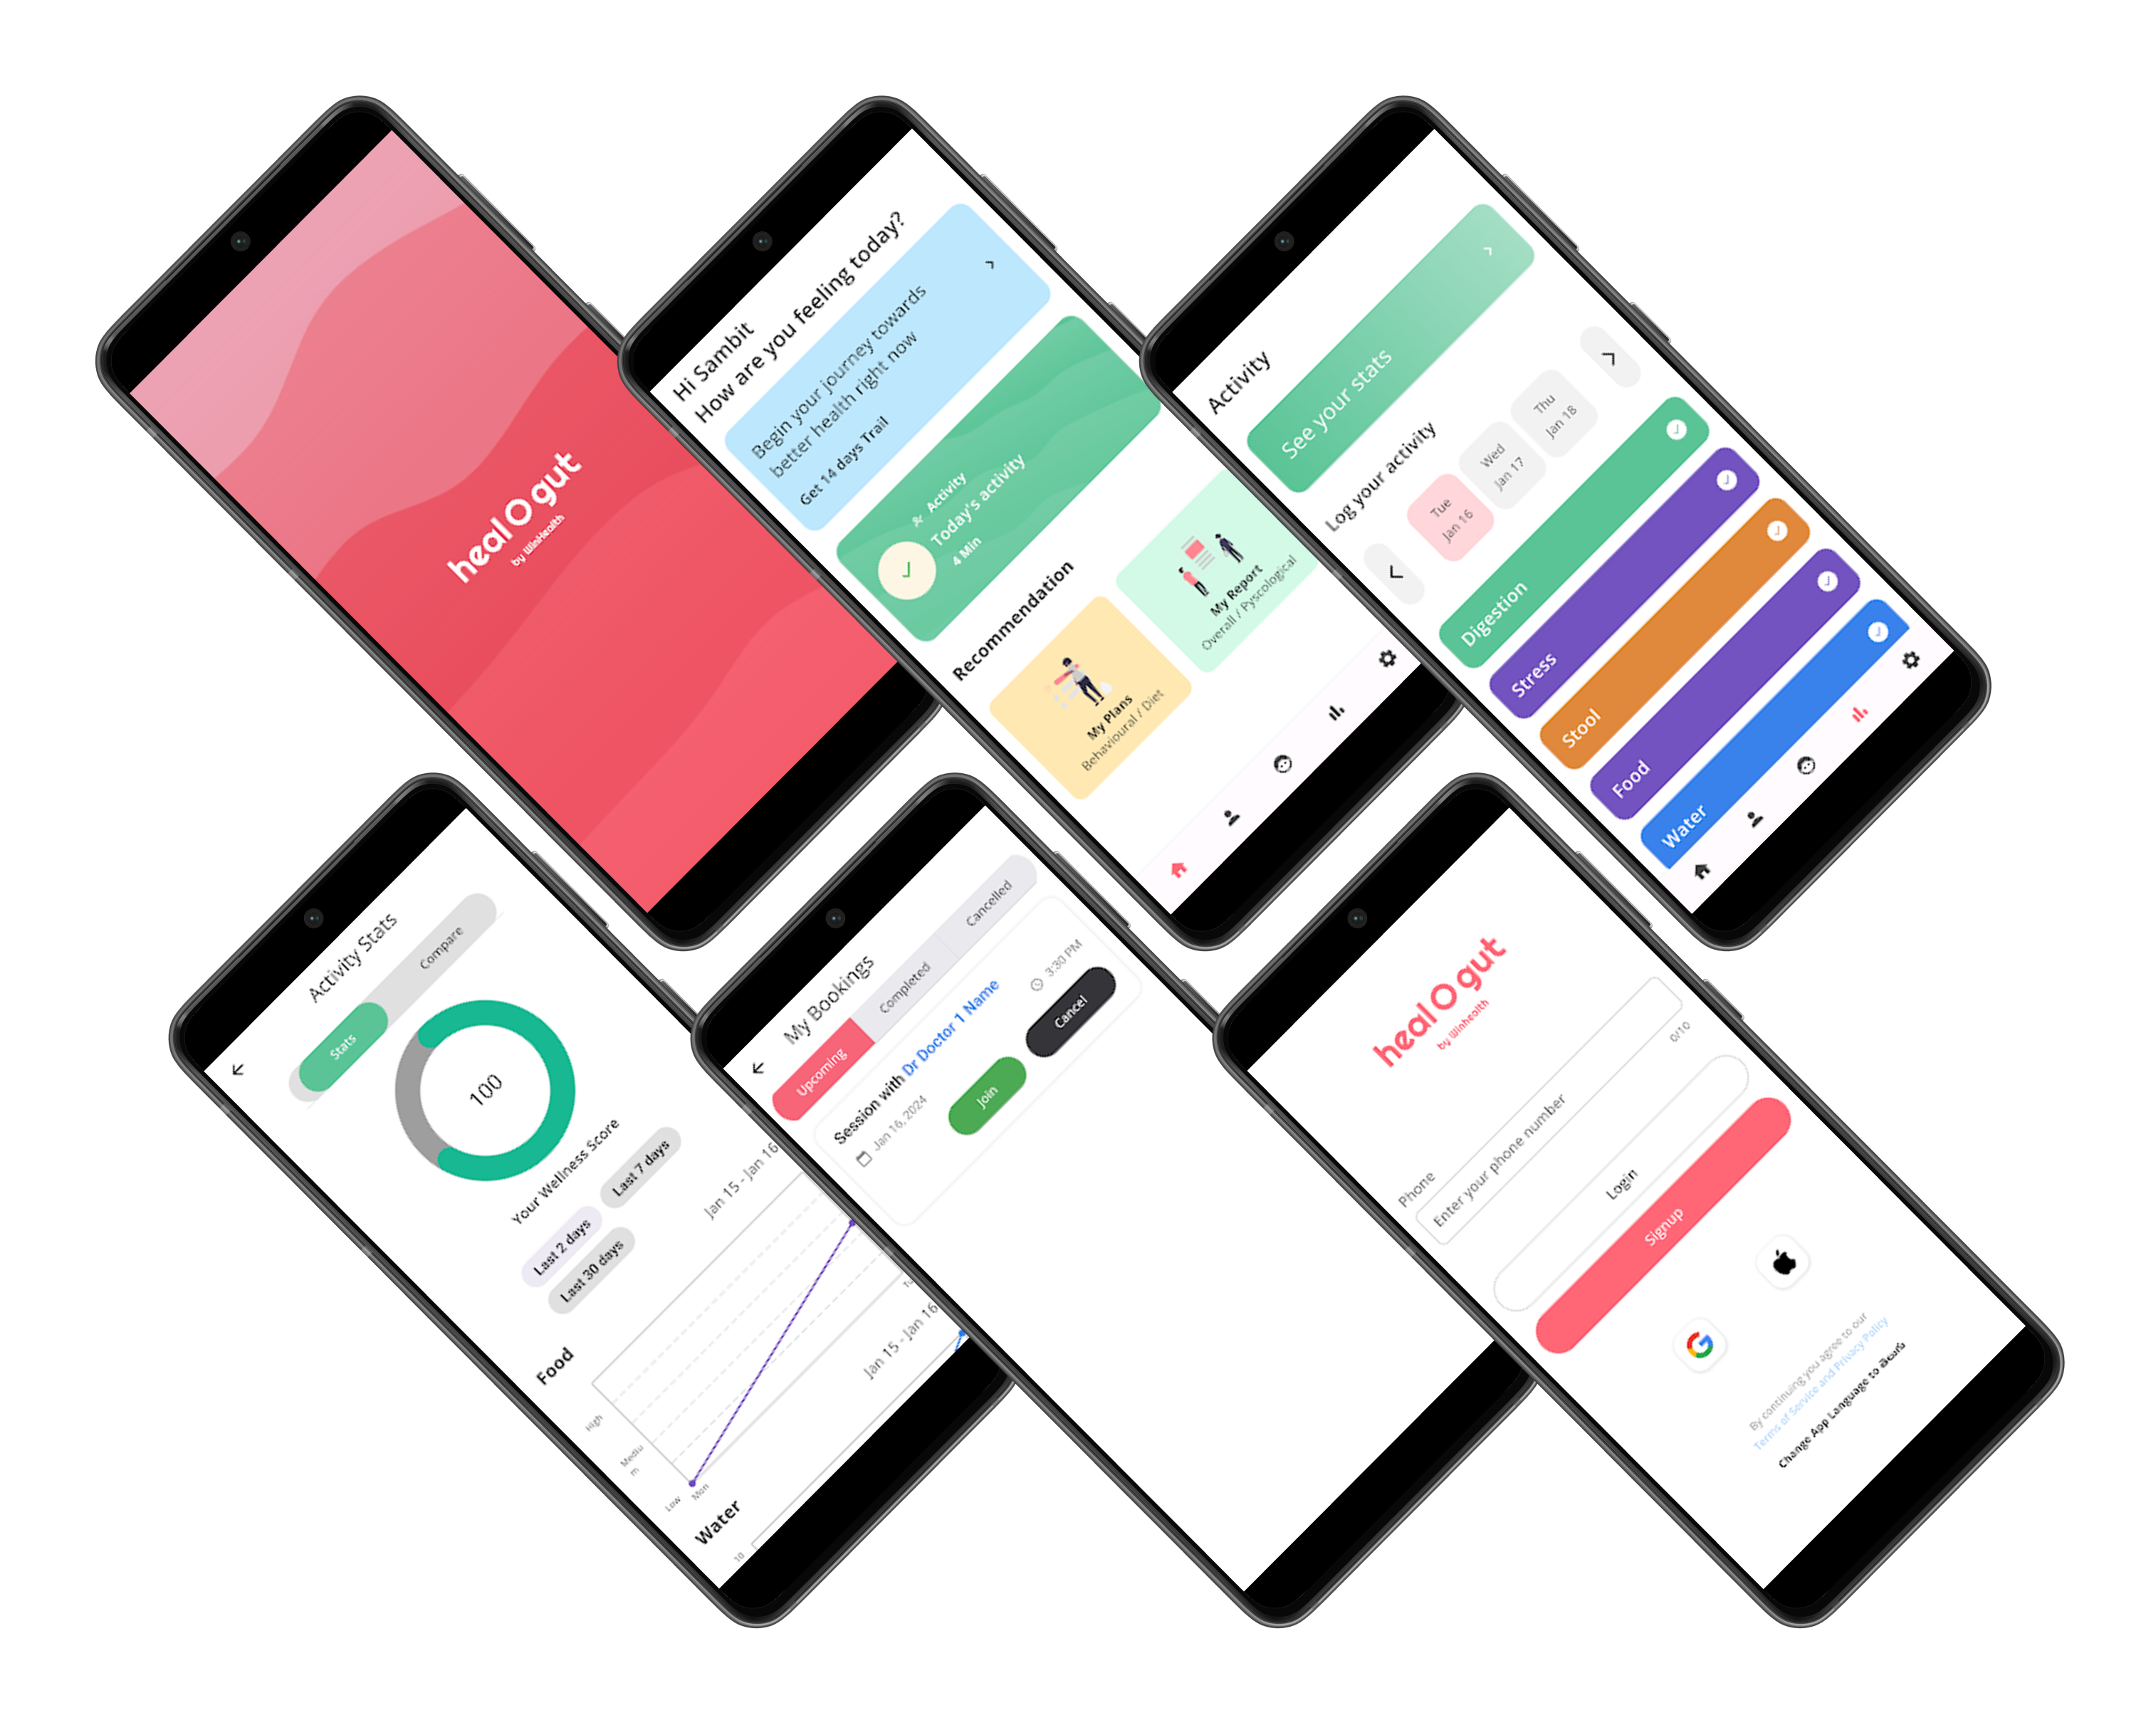 healOgut
by WinHealth
Hi Sambit
How are you feeling today?
Begin your journey towards
better health right now
Get 14 days Trail
Activity
Today's activity
4 Min
Recommendation
My Plans
Behavioural / Diet
My Report
Overall / Pyscological
Activity
See your stats
Log your activity
Tue
Jan 16
Wed
Jan 17
Thu
Jan 18
Digestion
Stress
Stool
Food
Water
Activity Stats
Stats
Compare
100
Your Wellness Score
Last 2 days
Last 7 days
Last 30 days
Food
Jan 15 - Jan 16
High
Mediu
m
Low
Mon
Water
Jan 15 - Jan 16
10
My Bookings
Upcoming
Completed
Cancelled
Session with Dr Doctor 1 Name
Jan 16, 2024
3:30 PM
Join
Cancel
healOgut
by Winhealth
Phone
Enter your phone number
0/10
Login
Signup
By continuing you agree to our
Terms of Service and Privacy Policy
Change App Language to తెలుగు